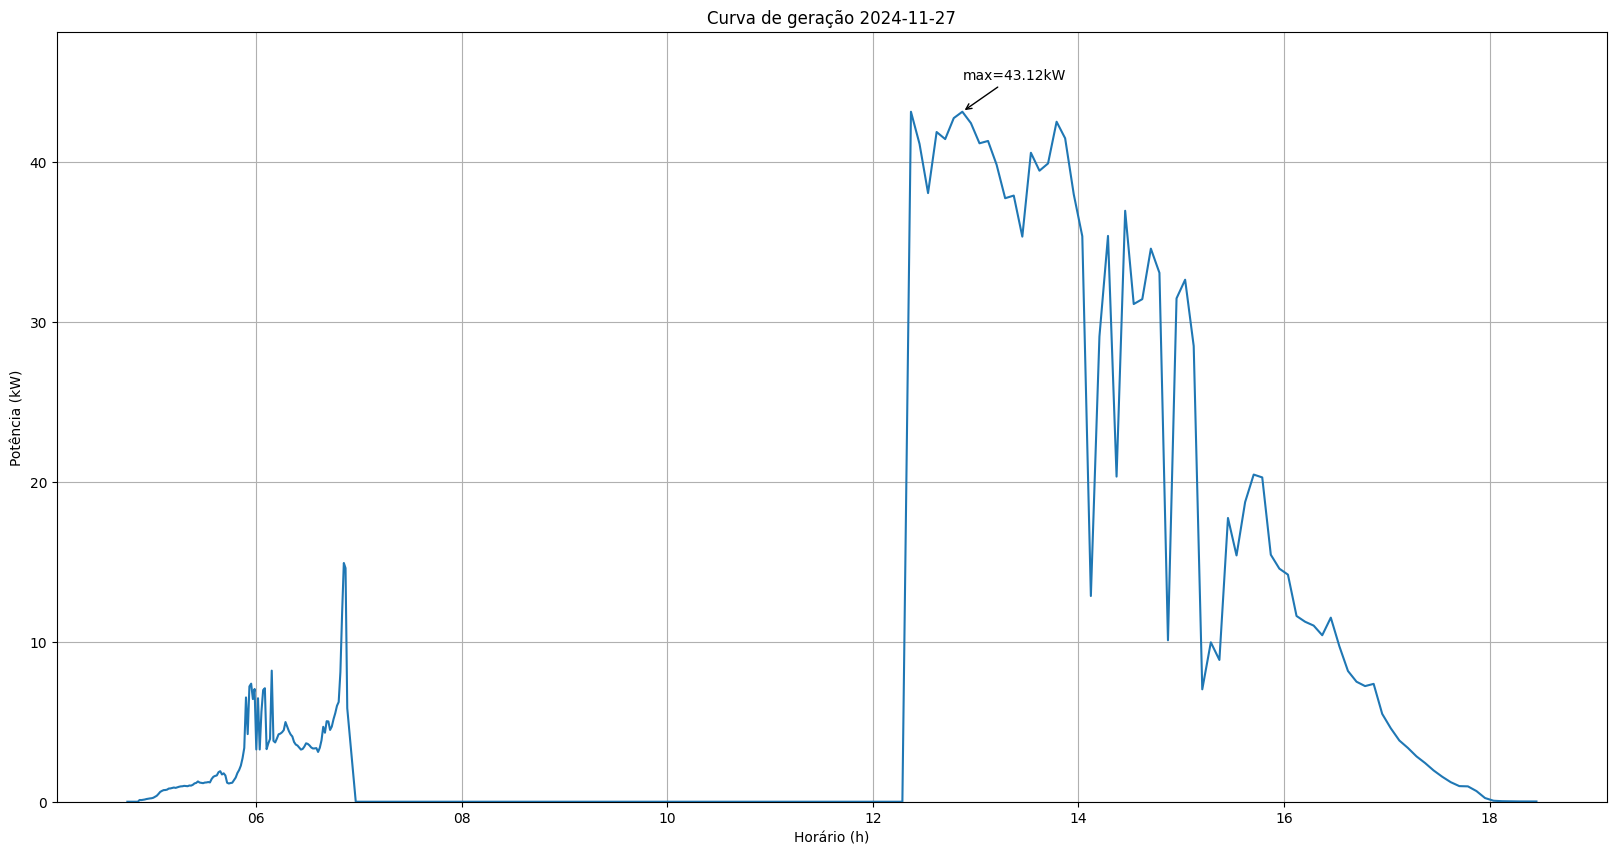 Curva de geração 2024-11-27
max=43.12kW
40
30
20
10
0
Potência (kW)
06 08 10 12 14 16 18
Horário (h)